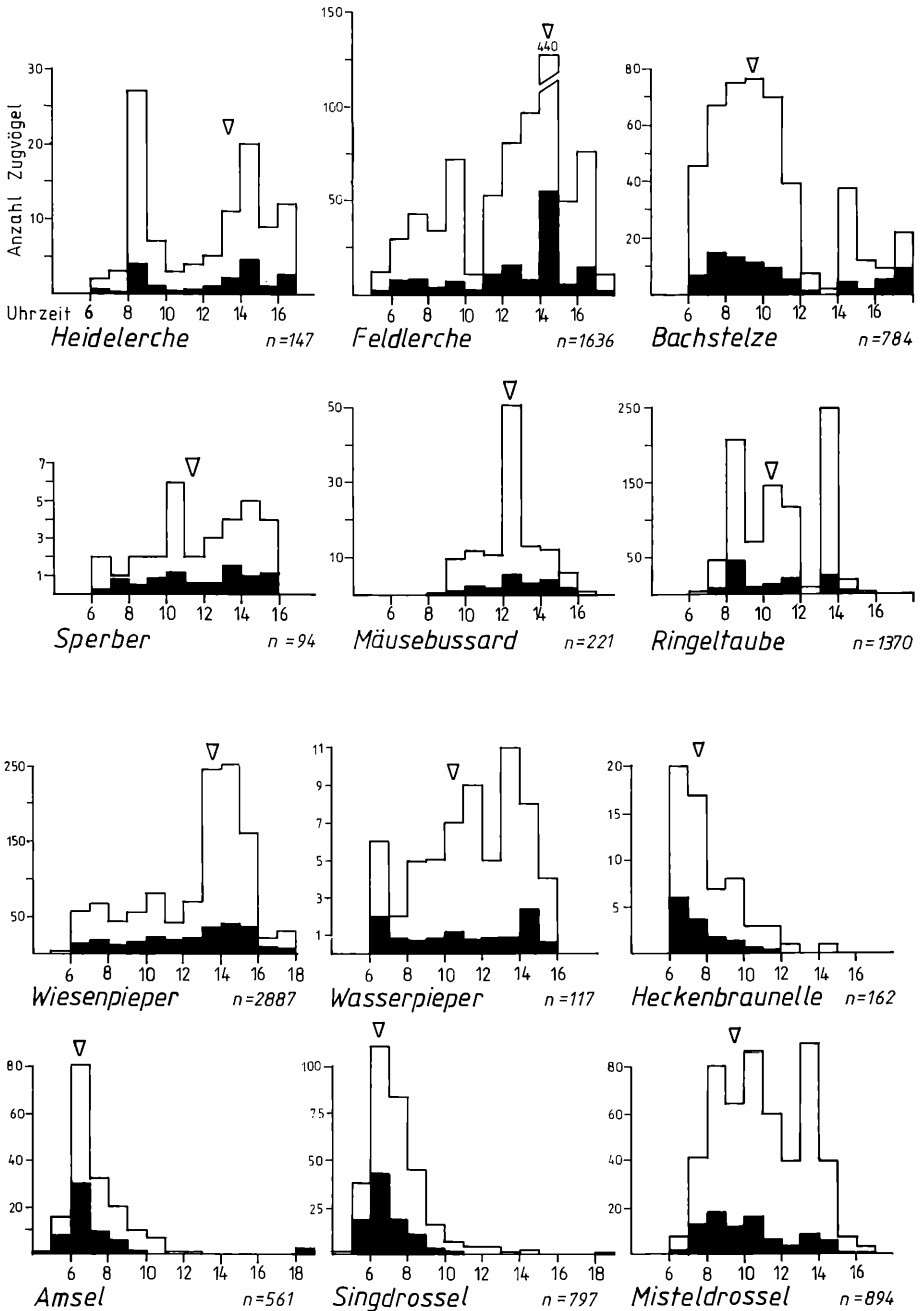 30
20
10
Anzahl Zugvögel
Uhrzeit
6 8 10 12 14 16
Heidelerche n=147
150
100
50
440
6 8 10 12 14 16 18
Feldlerche n=1636
80
60
40
20
6 8 10 12 14 16 18
Bachstelze n=784
7
5
3
1
6 8 10 12 14 16
Sperber n=94
50
30
10
6 8 10 12 14 16 18
Mäusebussard n=221
250
150
50
6 8 10 12 14 16 18
Ringeltaube n=1370
250
150
50
6 8 10 12 14 16 18
Wiesenpieper n=2887
11
9
7
5
3
1
6 8 10 12 14 16
Wasserpieper n=117
20
15
10
5
6 8 10 12 14 16
Heckenbraunelle n=162
80
60
40
20
6 8 10 12 14 16 18
Amsel n=561
100
75
50
25
6 8 10 12 14 16 18
Singdrossel n=797
80
60
40
20
6 8 10 12 14 16
Misteldrossel n=894